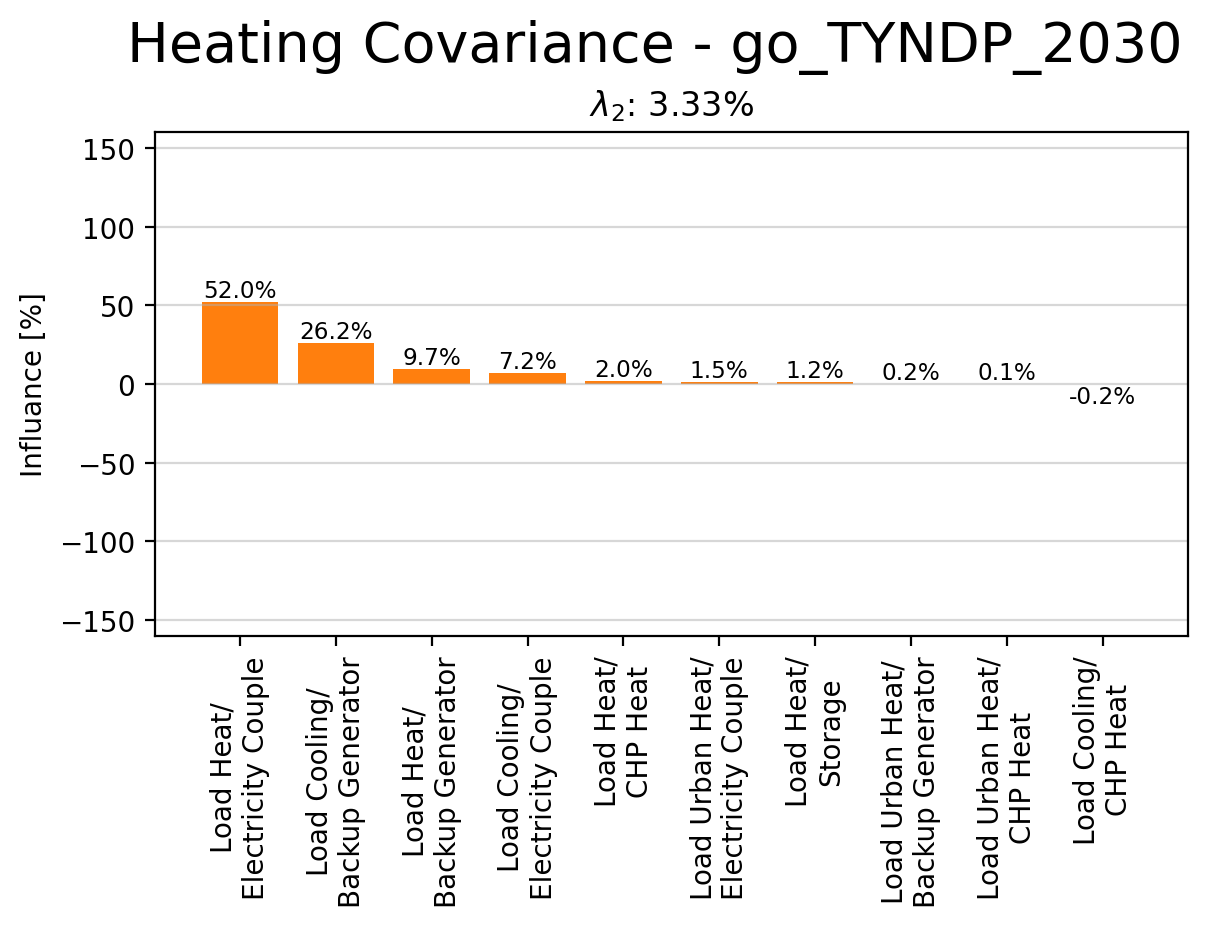 Heating Covariance - go_TYNDP_2030
λ2: 3.33%
Influance [%]
150
100
50
0
−50
−100
−150
52.0%
26.2%
9.7%
7.2%
2.0%
1.5%
1.2%
0.2%
0.1%
-0.2%
Load Heat/
Electricity Couple
Load Cooling/
Backup Generator
Load Heat/
Backup Generator
Load Cooling/
Electricity Couple
Load Heat/
CHP Heat
Load Urban Heat/
Electricity Couple
Load Heat/
Storage
Load Urban Heat/
Backup Generator
Load Urban Heat/
CHP Heat
Load Cooling/
CHP Heat